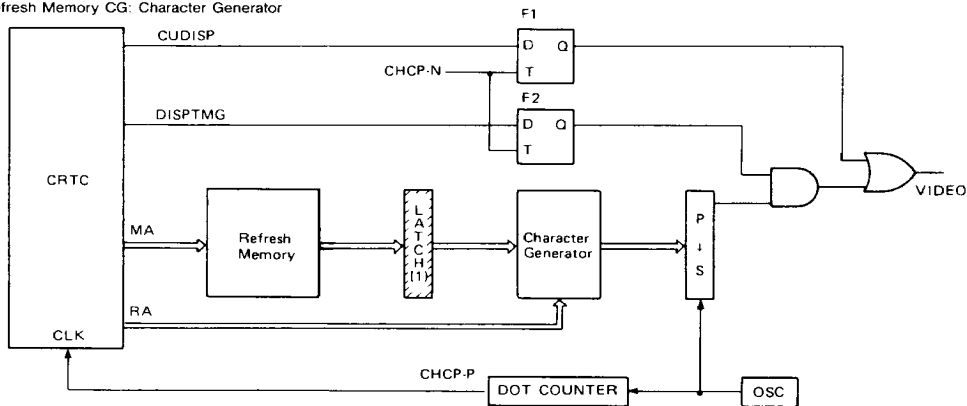 fresh Memory CG: Character Generator
CUDISP
F1
D Q
T
CHCP-N
F2
DISPTMG
D Q
T
CRTC
VIDEO
MA
Refresh
Memory
LATCH
(1)
Character
Generator
P
↓
S
RA
CLK
CHCP-P
DOT COUNTER
OSC